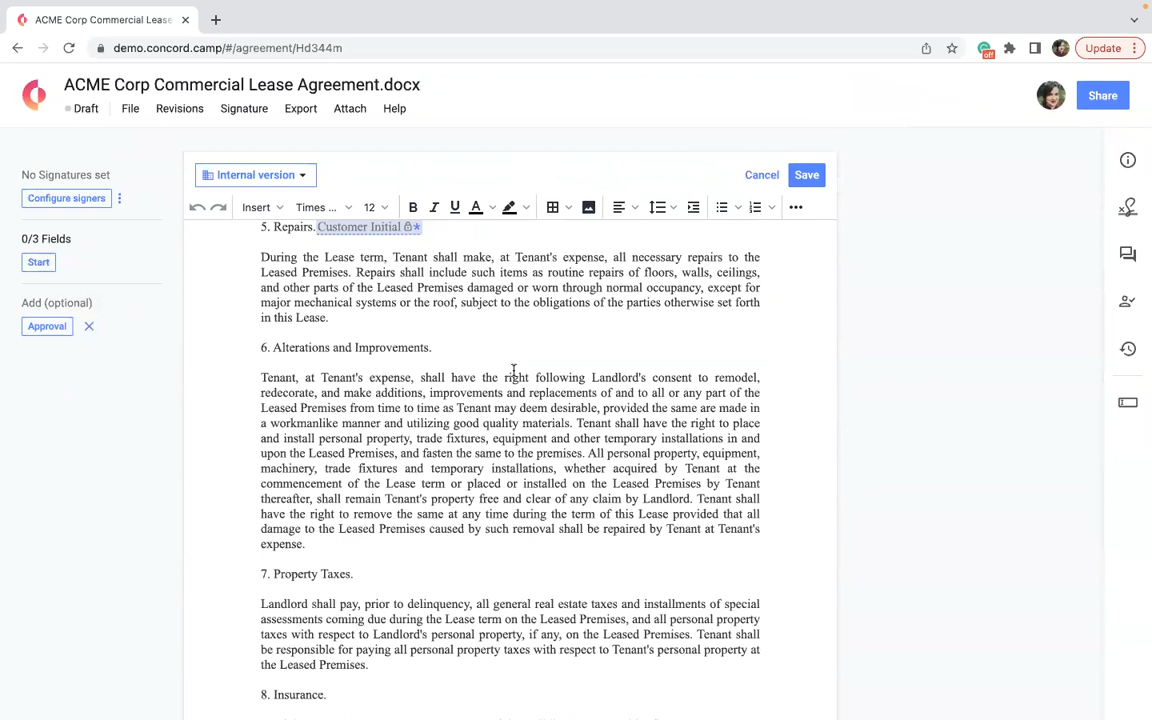 ACME Corp Commercial Lease
demo.concord.camp/#/agreement/Hd344m
off
Update
ACME Corp Commercial Lease Agreement.docx
Draft File Revisions Signature Export Attach Help
Share
No Signatures set
Configure signers
0/3 Fields
Start
Add (optional)
Approval
Internal version
Cancel Save
Insert Times ... 12 B I U A
5. Repairs. Customer Initial *
During the Lease term, Tenant shall make, at Tenant's expense, all necessary repairs to the
Leased Premises. Repairs shall include such items as routine repairs of floors, walls, ceilings,
and other parts of the Leased Premises damaged or worn through normal occupancy, except for
major mechanical systems or the roof, subject to the obligations of the parties otherwise set forth
in this Lease.
6. Alterations and Improvements.
Tenant, at Tenant's expense, shall have the right following Landlord's consent to remodel,
redecorate, and make additions, improvements and replacements of and to all or any part of the
Leased Premises from time to time as Tenant may deem desirable, provided the same are made in
a workmanlike manner and utilizing good quality materials. Tenant shall have the right to place
and install personal property, trade fixtures, equipment and other temporary installations in and
upon the Leased Premises, and fasten the same to the premises. All personal property, equipment,
machinery, trade fixtures and temporary installations, whether acquired by Tenant at the
commencement of the Lease term or placed or installed on the Leased Premises by Tenant
thereafter, shall remain Tenant's property free and clear of any claim by Landlord. Tenant shall
have the right to remove the same at any time during the term of this Lease provided that all
damage to the Leased Premises caused by such removal shall be repaired by Tenant at Tenant's
expense.
7. Property Taxes.
Landlord shall pay, prior to delinquency, all general real estate taxes and installments of special
assessments coming due during the Lease term on the Leased Premises, and all personal property
taxes with respect to Landlord's personal property, if any, on the Leased Premises. Tenant shall
be responsible for paying all personal property taxes with respect to Tenant's personal property at
the Leased Premises.
8. Insurance.